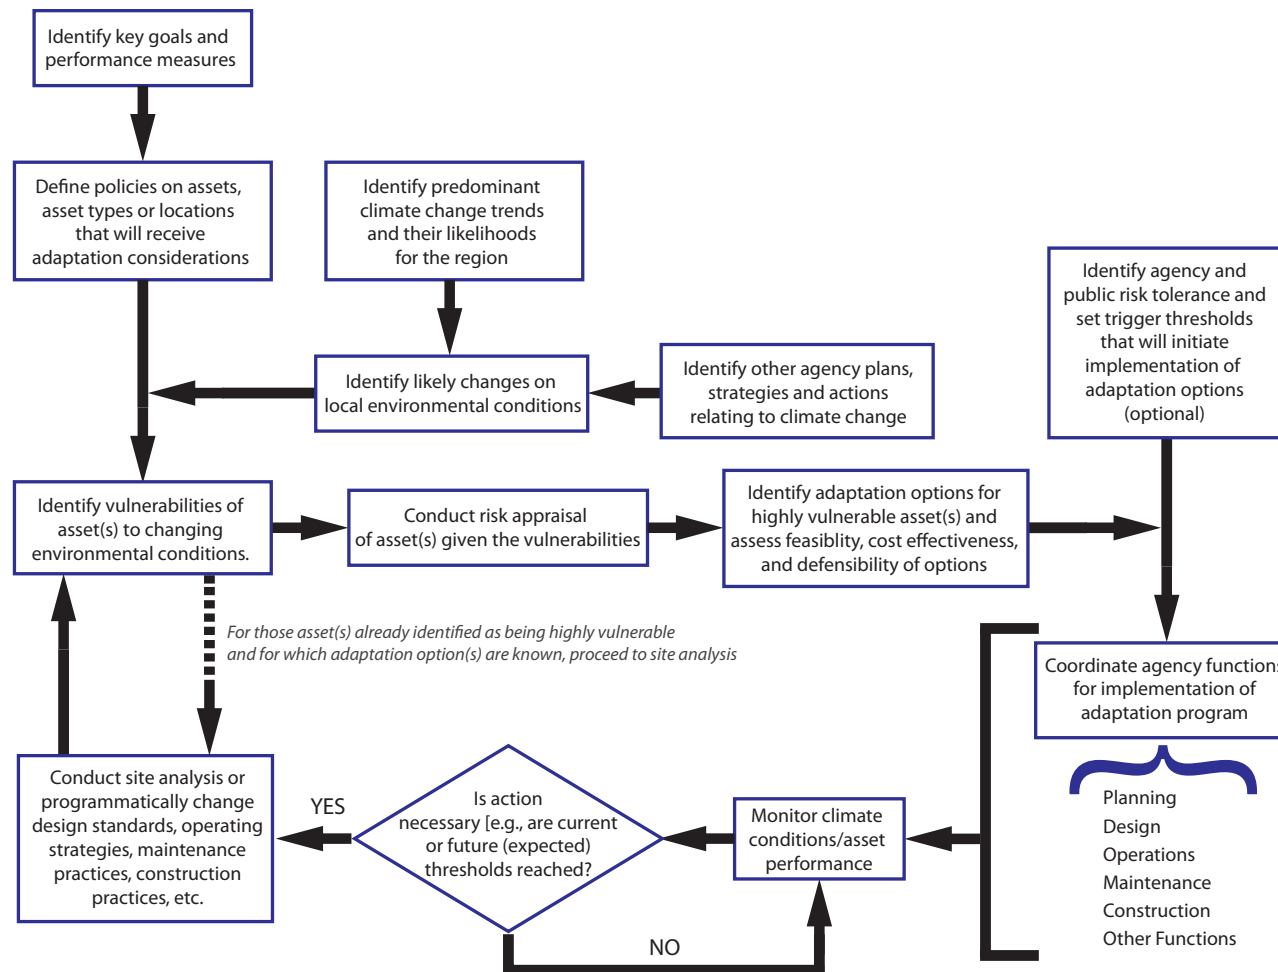 Identify key goals and
performance measures
Define policies on assets,
asset types or locations
that will receive
adaptation considerations
Identify predominant
climate change trends
and their likelihoods
for the region
Identify agency and
public risk tolerance and
set trigger thresholds
that will initiate
implementation of
adaptation options
(optional)
Identify likely changes on
local environmental conditions
Identify other agency plans,
strategies and actions
relating to climate change
Identify vulnerabilities of
asset(s) to changing
environmental conditions.
Conduct risk appraisal
of asset(s) given the vulnerabilities
Identify adaptation options for
highly vulnerable asset(s) and
assess feasiblity, cost effectiveness,
and defensibility of options
For those asset(s) already identified as being highly vulnerable
and for which adaptation option(s) are known, proceed to site analysis
Coordinate agency functions
for implementation of
adaptation program
Planning
Design
Operations
Maintenance
Construction
Other Functions
Monitor climate
conditions/asset
performance
Is action
necessary [e.g., are current
or future (expected)
thresholds reached?
YES
NO
Conduct site analysis or
programmatically change
design standards, operating
strategies, maintenance
practices, construction
practices, etc.